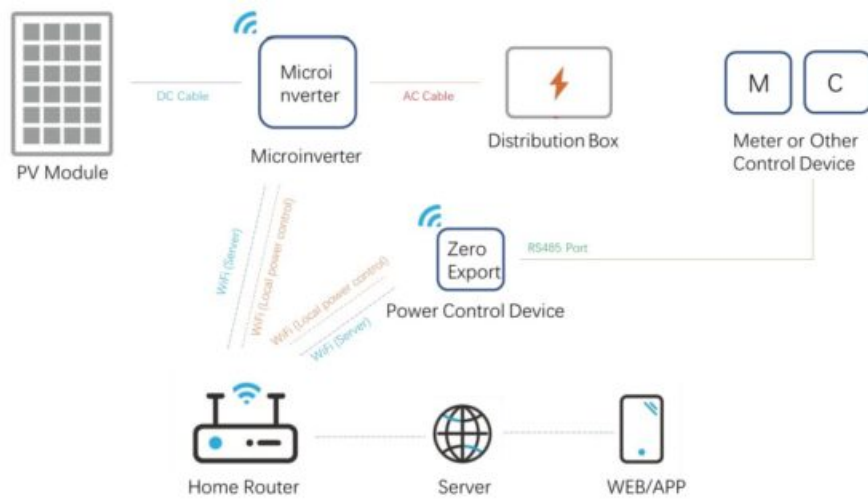 Microi
nverter
M
C
DC Cable
AC Cable
Distribution Box
Meter or Other
Control Device
Microinverter
PV Module
Zero
Export
RS485 Port
WiFi (Server)
WiFi (Local power control)
WiFi (Local power control)
WiFi (Server)
Power Control Device
Home Router
Server
WEB/APP